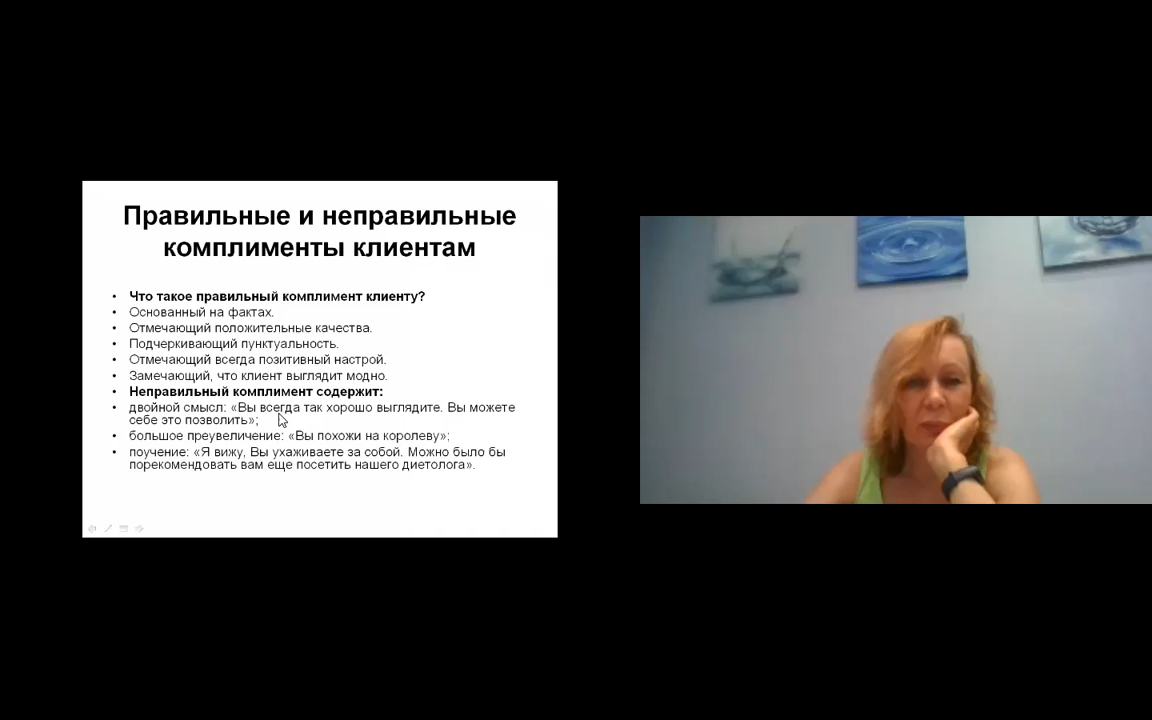 Правильные и неправильные
комплименты клиентам
• Что такое правильный комплимент клиенту?
• Основанный на фактах.
• Отмечающий положительные качества.
• Подчеркивающий пунктуальность.
• Отмечающий всегда позитивный настрой.
• Замечающий, что клиент выглядит модно.
• Неправильный комплимент содержит:
• двойной смысл: «Вы всегда так хорошо выглядите. Вы можете
себе это позволить»;
• большое преувеличение: «Вы похожи на королеву»;
• поучение: «Я вижу, Вы ухаживаете за собой. Можно было бы
порекомендовать вам еще посетить нашего диетолога».